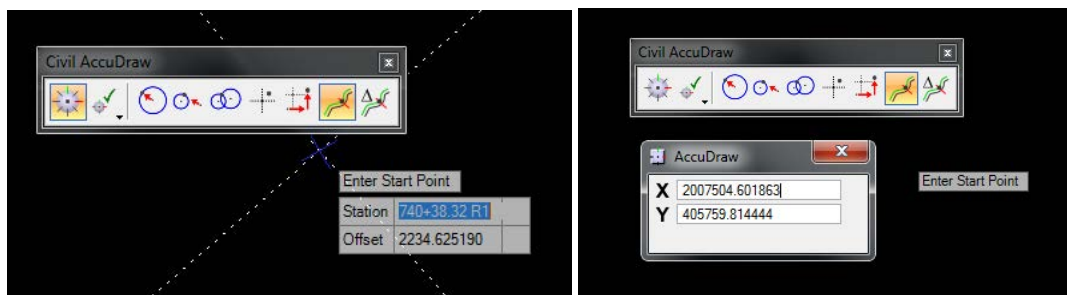 Civil AccuDraw
Enter Start Point
Station 740+38.32 R1
Offset 2234.625190
Civil AccuDraw
AccuDraw
X 2007504.601863
Y 405759.814444
Enter Start Point